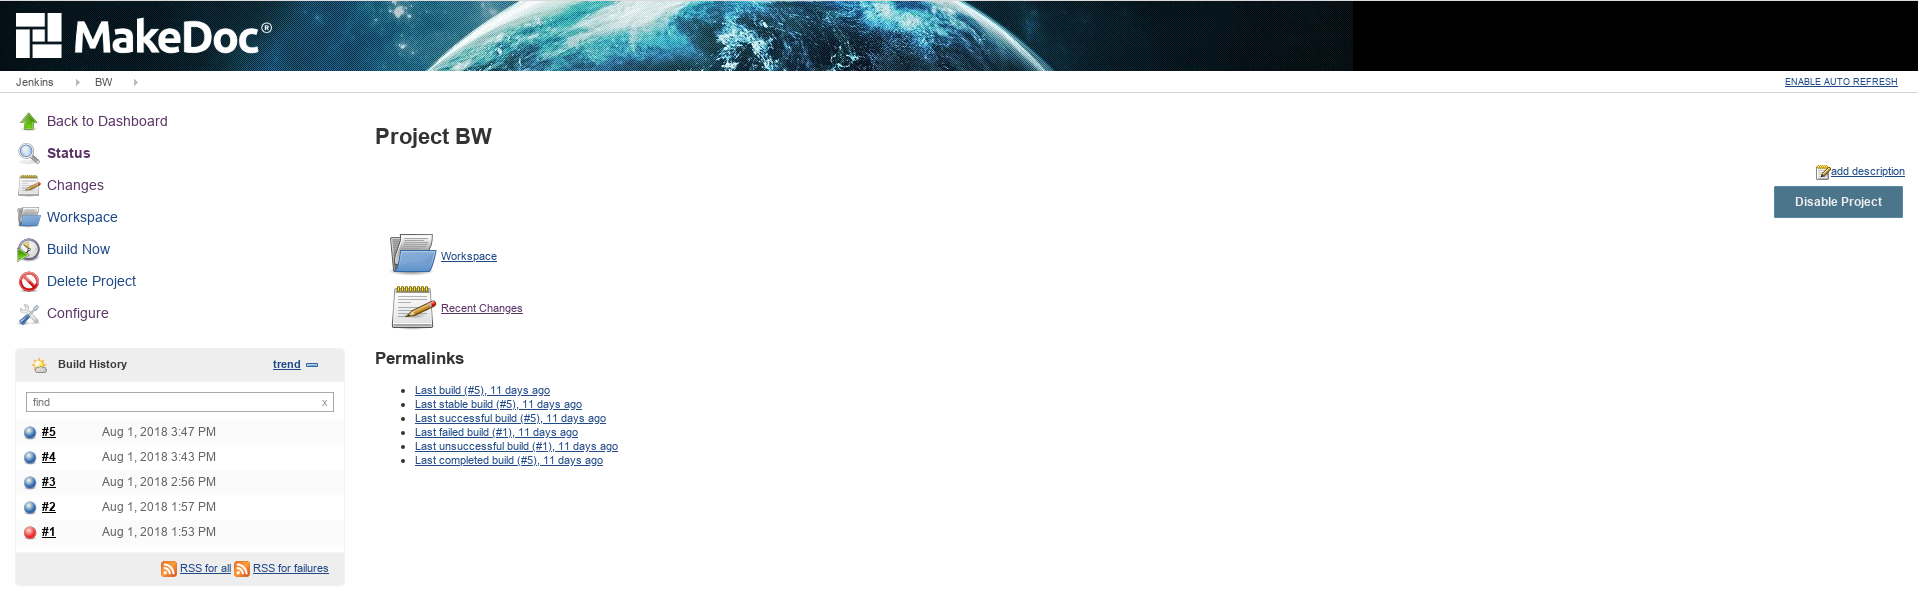 MakeDoc®
Jenkins BW
ENABLE AUTO REFRESH
Back to Dashboard
Status
Changes
Workspace
Build Now
Delete Project
Configure
Build History trend
find x
#5 Aug 1, 2018 3:47 PM
#4 Aug 1, 2018 3:43 PM
#3 Aug 1, 2018 2:56 PM
#2 Aug 1, 2018 1:57 PM
#1 Aug 1, 2018 1:53 PM
RSS for all RSS for failures
Project BW
add description
Disable Project
Workspace
Recent Changes
Permalinks
Last build (#5), 11 days ago
Last stable build (#5), 11 days ago
Last successful build (#5), 11 days ago
Last failed build (#1), 11 days ago
Last unsuccessful build (#1), 11 days ago
Last completed build (#5), 11 days ago